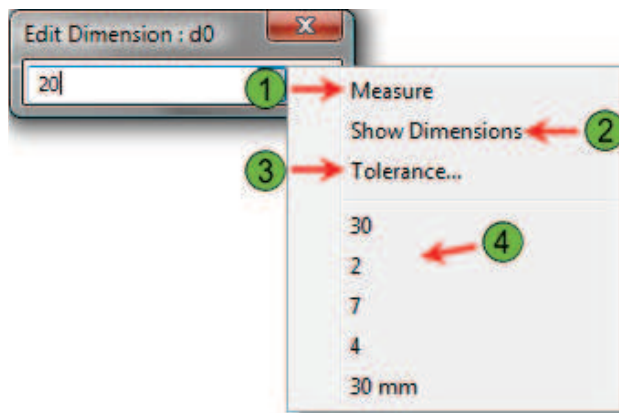 Edit Dimension : d0
20
1 Measure
Show Dimensions 2
3 Tolerance...
30
4
2
7
4
30 mm